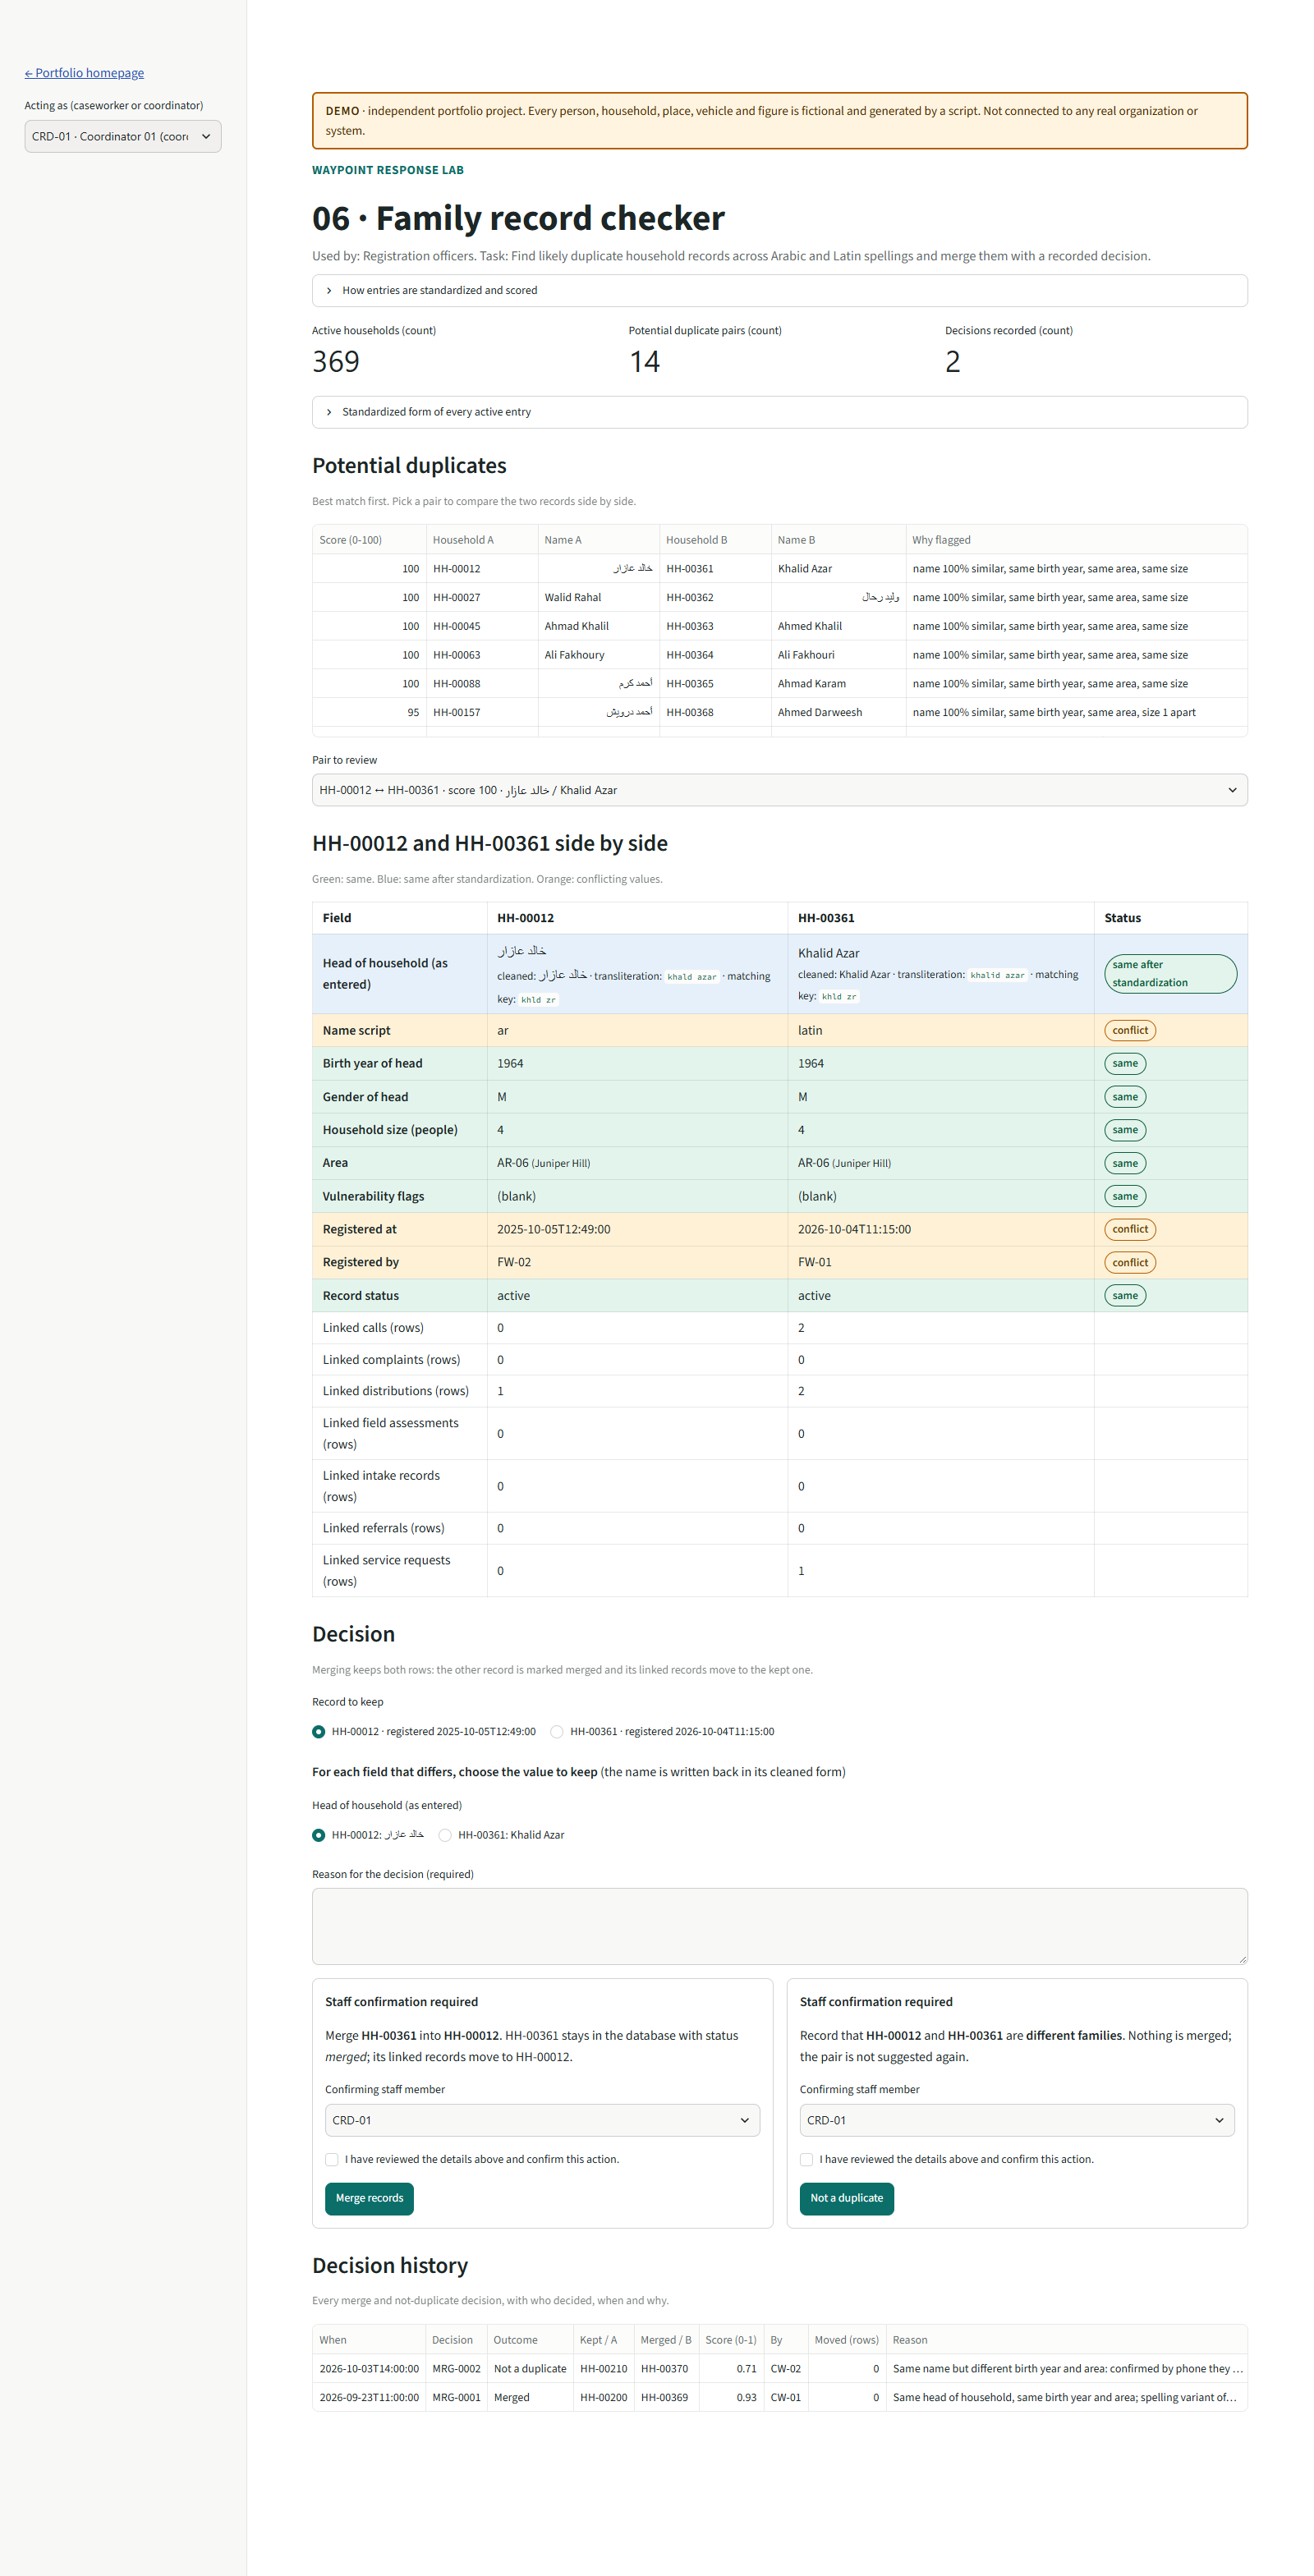 ← Portfolio homepage
Acting as (caseworker or coordinator)
CRD-01 · Coordinator 01 (coor
DEMO · independent portfolio project. Every person, household, place, vehicle and figure is fictional and generated by a script. Not connected to any real organization or
system.
WAYPOINT RESPONSE LAB
06 · Family record checker
Used by: Registration officers. Task: Find likely duplicate household records across Arabic and Latin spellings and merge them with a recorded decision.
How entries are standardized and scored
Active households (count) Potential duplicate pairs (count) Decisions recorded (count)
369 14 2
Standardized form of every active entry
Potential duplicates
Best match first. Pick a pair to compare the two records side by side.
Score (0-100) Household A Name A Household B Name B Why flagged
100 HH-00012 خالد عازار HH-00361 Khalid Azar name 100% similar, same birth year, same area, same size
100 HH-00027 Walid Rahal HH-00362 وليد رحال name 100% similar, same birth year, same area, same size
100 HH-00045 Ahmad Khalil HH-00363 Ahmed Khalil name 100% similar, same birth year, same area, same size
100 HH-00063 Ali Fakhoury HH-00364 Ali Fakhouri name 100% similar, same birth year, same area, same size
100 HH-00088 أحمد كرم HH-00365 Ahmad Karam name 100% similar, same birth year, same area, same size
95 HH-00157 أحمد درويش HH-00368 Ahmed Darweesh name 100% similar, same birth year, same area, size 1 apart
Pair to review
HH-00012 ↔ HH-00361 · score 100 · خالد عازار / Khalid Azar
HH-00012 and HH-00361 side by side
Green: same. Blue: same after standardization. Orange: conflicting values.
Field HH-00012 HH-00361 Status
Head of household (as entered) خالد عازار Khalid Azar same after standardization
cleaned: خالد عازار · transliteration: khald azar · matching key: khld zr
cleaned: Khalid Azar · transliteration: khalid azar · matching key: khld zr
Name script ar latin conflict
Birth year of head 1964 1964 same
Gender of head M M same
Household size (people) 4 4 same
Area AR-06 (Juniper Hill) AR-06 (Juniper Hill) same
Vulnerability flags (blank) (blank) same
Registered at 2025-10-05T12:49:00 2026-10-04T11:15:00 conflict
Registered by FW-02 FW-01 conflict
Record status active active same
Linked calls (rows) 0 2
Linked complaints (rows) 0 0
Linked distributions (rows) 1 2
Linked field assessments (rows) 0 0
Linked intake records (rows) 0 0
Linked referrals (rows) 0 0
Linked service requests (rows) 0 1
Decision
Merging keeps both rows: the other record is marked merged and its linked records move to the kept one.
Record to keep
HH-00012 · registered 2025-10-05T12:49:00 HH-00361 · registered 2026-10-04T11:15:00
For each field that differs, choose the value to keep (the name is written back in its cleaned form)
Head of household (as entered)
HH-00012: خالد عازار HH-00361: Khalid Azar
Reason for the decision (required)
Staff confirmation required
Merge HH-00361 into HH-00012. HH-00361 stays in the database with status
merged; its linked records move to HH-00012.
Confirming staff member
CRD-01
I have reviewed the details above and confirm this action.
Merge records
Staff confirmation required
Record that HH-00012 and HH-00361 are different families. Nothing is merged;
the pair is not suggested again.
Confirming staff member
CRD-01
I have reviewed the details above and confirm this action.
Not a duplicate
Decision history
Every merge and not-duplicate decision, with who decided, when and why.
When Decision Outcome Kept / A Merged / B Score (0-1) By Moved (rows) Reason
2026-10-03T14:00:00 MRG-0002 Not a duplicate HH-00210 HH-00370 0.71 CW-02 0 Same name but different birth year and area: confirmed by phone they …
2026-09-23T11:00:00 MRG-0001 Merged HH-00200 HH-00369 0.93 CW-01 0 Same head of household, same birth year and area; spelling variant of…